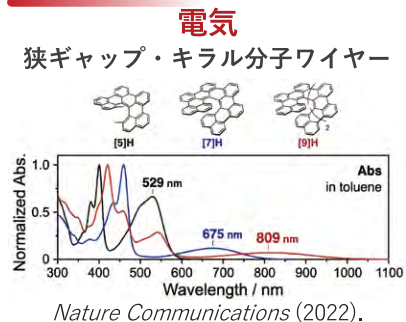 電気
狭ギャップ・キラル分子ワイヤー
2
[5]H [7]H [9]H
1.0
0.5
0
Normalized Abs.
Abs
in toluene
529 nm
675 nm
809 nm
300 400 500 600 700 800 900 1000 1100
Wavelength / nm
Nature Communications (2022).